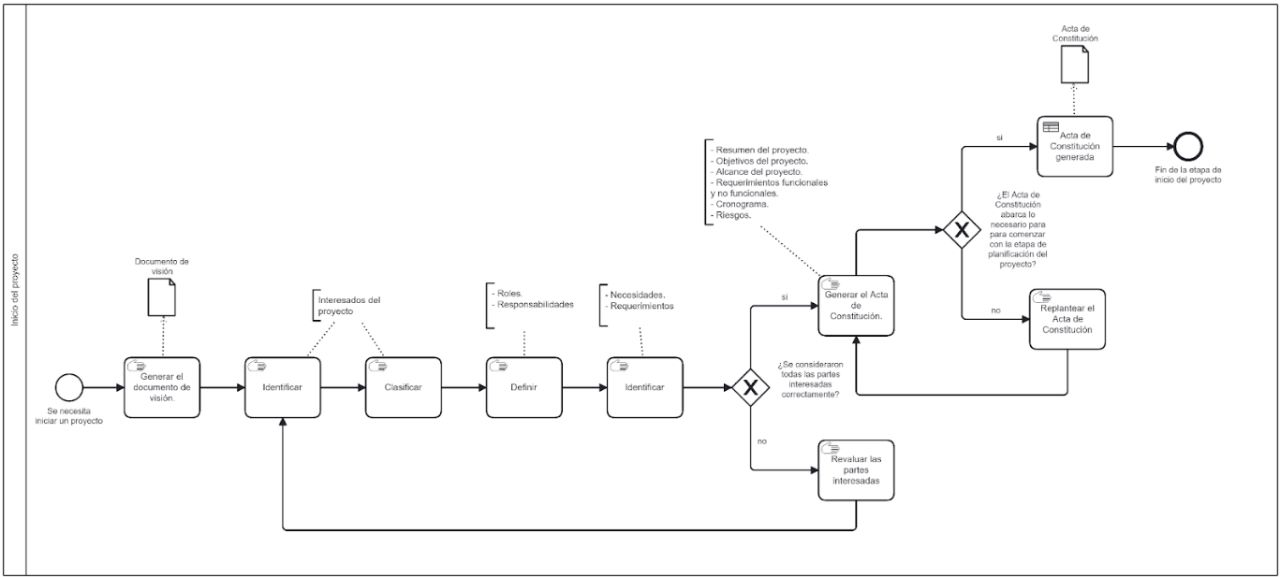 Inicio del proyecto
Se necesita
iniciar un proyecto
Documento de
visión
Generar el
documento de
visión.
Interesados del
proyecto
Identificar
Clasificar
- Roles.
- Responsabilidades
Definir
- Necesidades.
- Requerimientos
Identificar
¿Se consideraron
todas las partes
interesadas
correctamente?
si
no
Revaluar las
partes
interesadas
- Resumen del proyecto.
- Objetivos del proyecto.
- Alcance del proyecto.
- Requerimientos funcionales
y no funcionales.
- Cronograma.
- Riesgos.
Generar el Acta
de
Constitución.
¿El Acta de
Constitución
abarca lo
necesario para
para comenzar
con la etapa de
planificación del
proyecto?
si
no
Replantear el
Acta de
Constitución
Acta de
Constitución
Acta de
Constitución
generada
Fin de la etapa de
inicio del proyecto